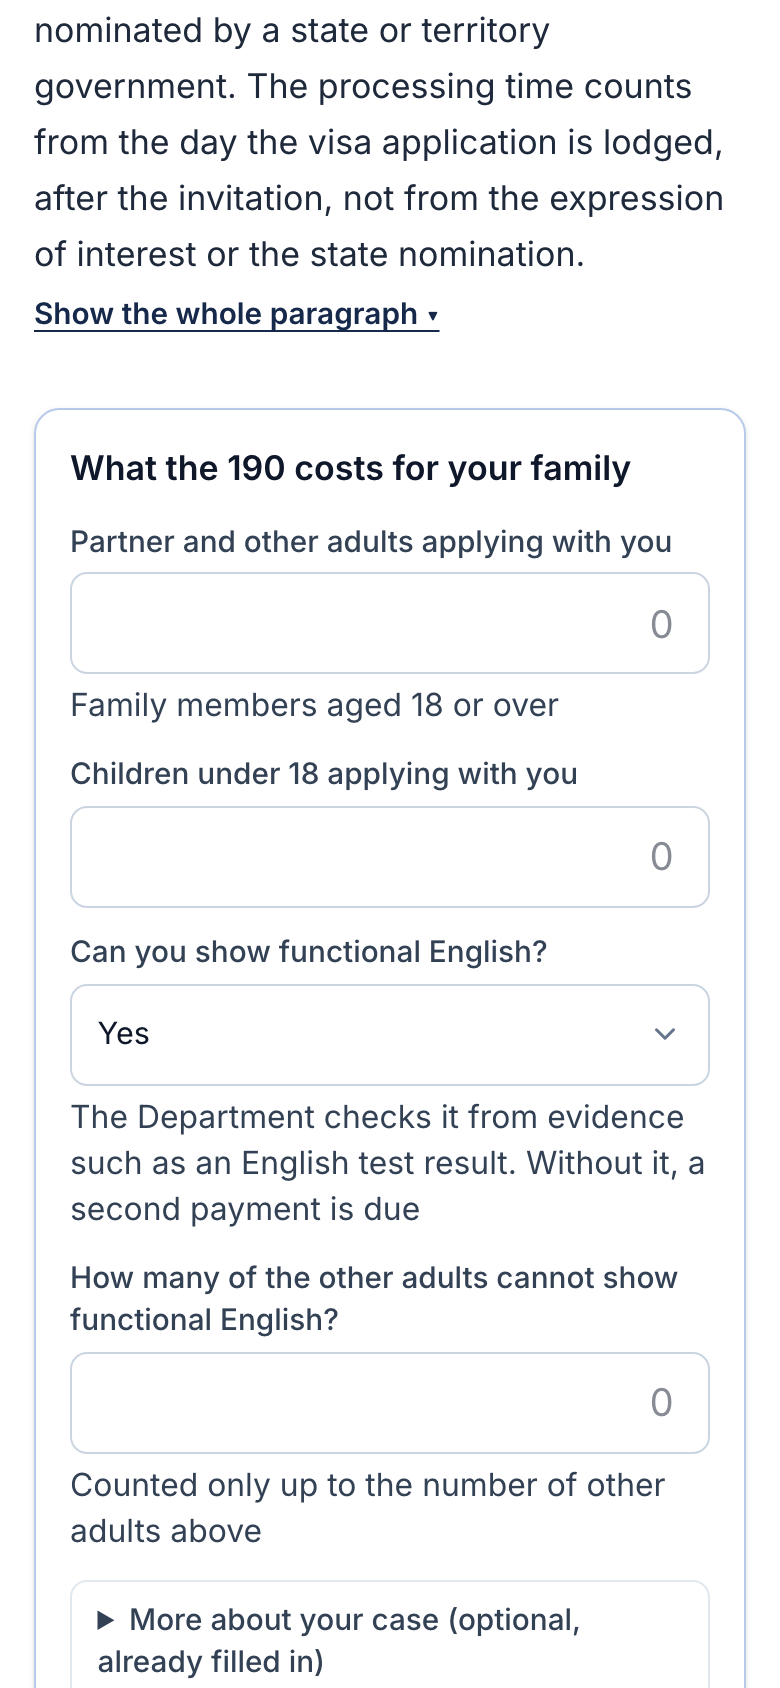 nominated by a state or territory
government. The processing time counts
from the day the visa application is lodged,
after the invitation, not from the expression
of interest or the state nomination.
Show the whole paragraph ▾
What the 190 costs for your family
Partner and other adults applying with you
0
Family members aged 18 or over
Children under 18 applying with you
0
Can you show functional English?
Yes
The Department checks it from evidence
such as an English test result. Without it, a
second payment is due
How many of the other adults cannot show
functional English?
0
Counted only up to the number of other
adults above
▶ More about your case (optional,
already filled in)